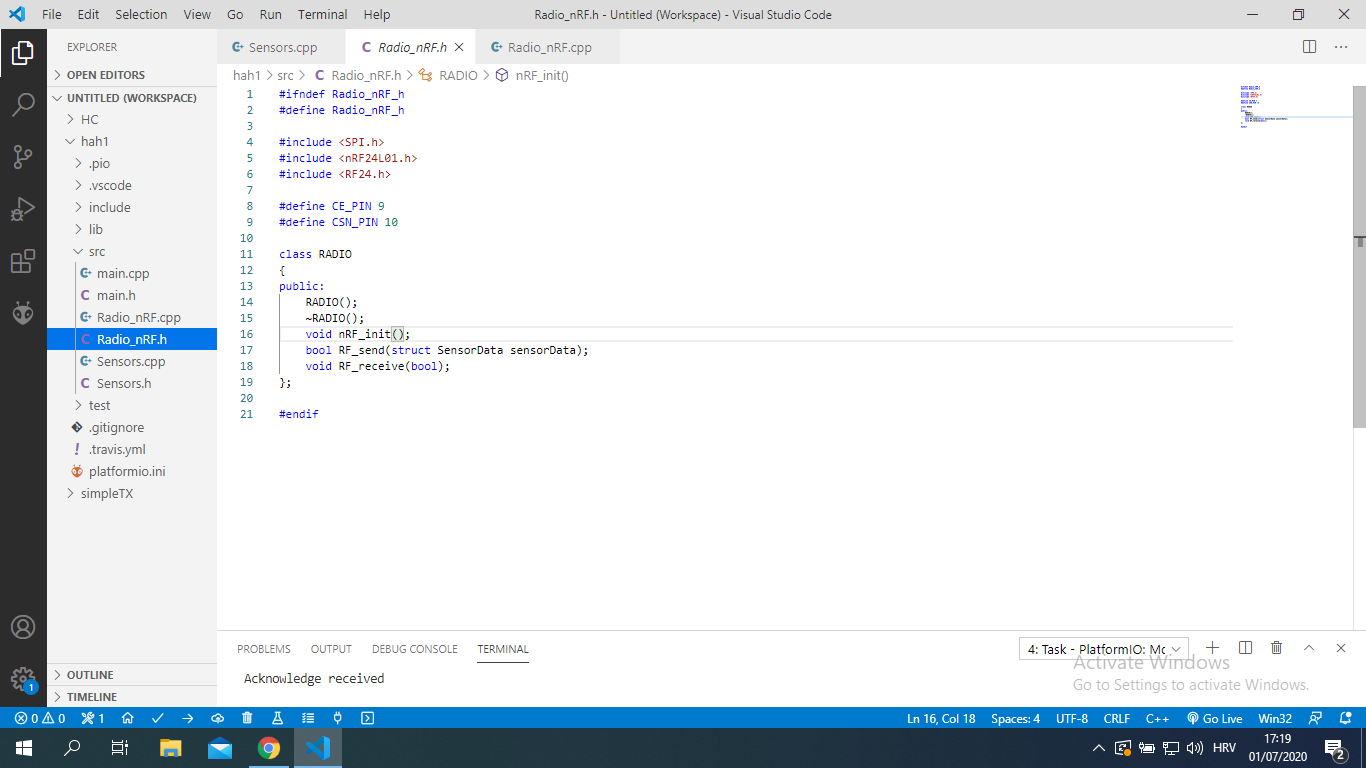 File Edit Selection View Go Run Terminal Help
Radio_nRF.h - Untitled (Workspace) - Visual Studio Code
EXPLORER
OPEN EDITORS
UNTITLED (WORKSPACE)
HC
hah1
.pio
.vscode
include
lib
src
main.cpp
main.h
Radio_nRF.cpp
Radio_nRF.h
Sensors.cpp
Sensors.h
test
.gitignore
.travis.yml
platformio.ini
simpleTX
OUTLINE
TIMELINE
1
Sensors.cpp
Radio_nRF.h
Radio_nRF.cpp
hah1 > src > C Radio_nRF.h > RADIO > nRF_init()
1 #ifndef Radio_nRF_h
2 #define Radio_nRF_h
3
4 #include <SPI.h>
5 #include <nRF24L01.h>
6 #include <RF24.h>
7
8 #define CE_PIN 9
9 #define CSN_PIN 10
10
11 class RADIO
12 {
13 public:
14 RADIO();
15 ~RADIO();
16 void nRF_init();
17 bool RF_send(struct SensorData sensorData);
18 void RF_receive(bool);
19 };
20
21 #endif
PROBLEMS OUTPUT DEBUG CONSOLE TERMINAL
4: Task - PlatformIO: Mc
Acknowledge received
Activate Windows
Go to Settings to activate Windows.
0 0 1
Ln 16, Col 18 Spaces: 4 UTF-8 CRLF C++ Go Live Win32
HRV
17:19
01/07/2020
2